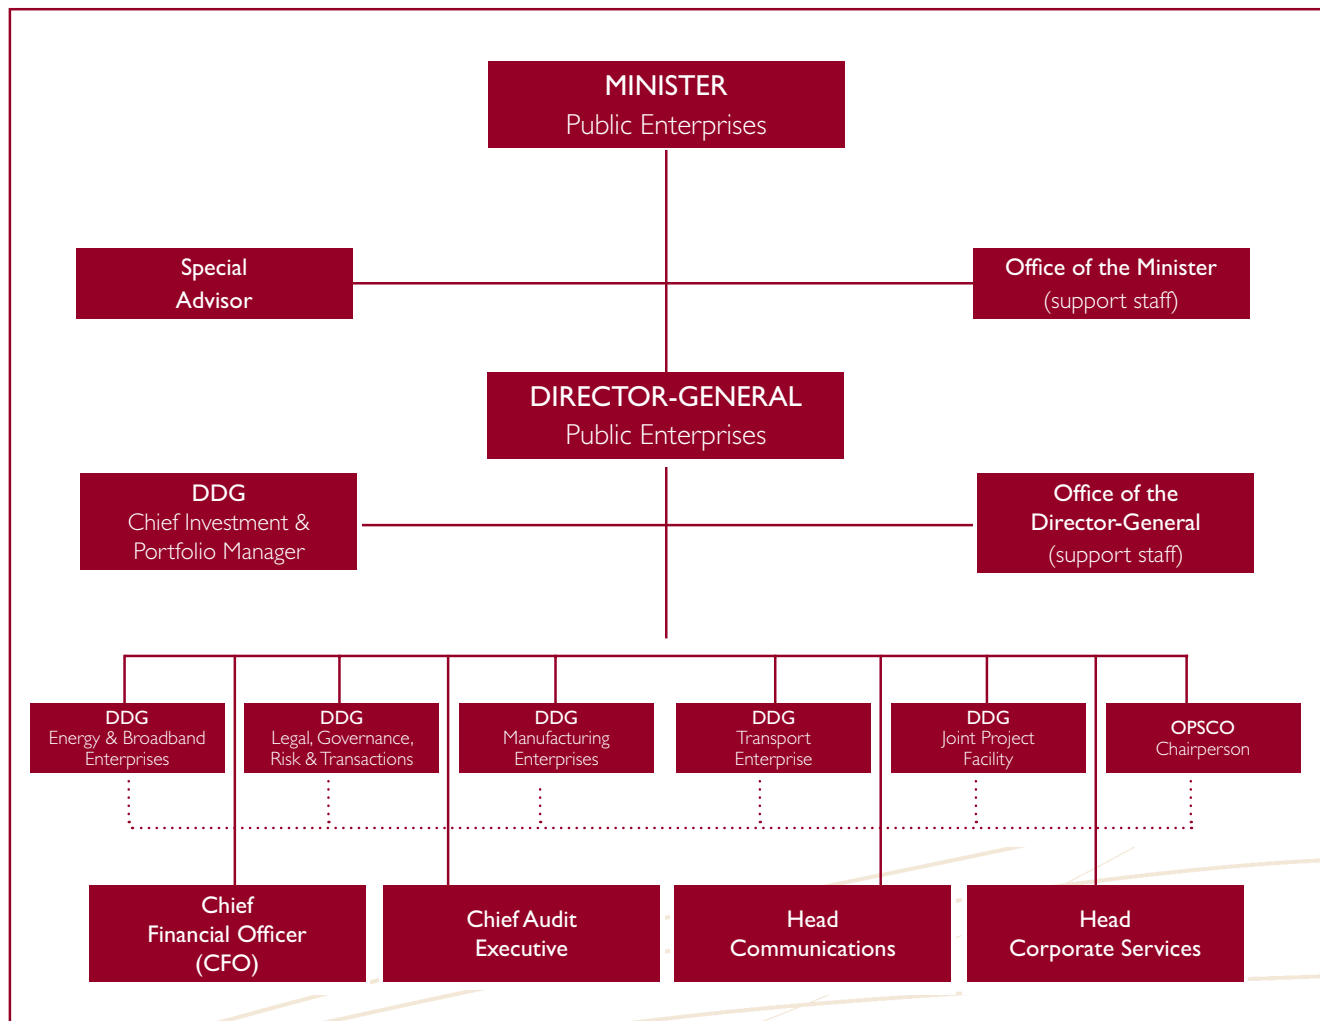 MINISTER
Public Enterprises
Special
Advisor
Office of the Minister
(support staff)
DIRECTOR-GENERAL
Public Enterprises
DDG
Chief Investment &
Portfolio Manager
Office of the
Director-General
(support staff)
DDG
Energy & Broadband
Enterprises
DDG
Legal, Governance,
Risk & Transactions
DDG
Manufacturing
Enterprises
DDG
Transport
Enterprise
DDG
Joint Project
Facility
OPSCO
Chairperson
Chief
Financial Officer
(CFO)
Chief Audit
Executive
Head
Communications
Head
Corporate Services